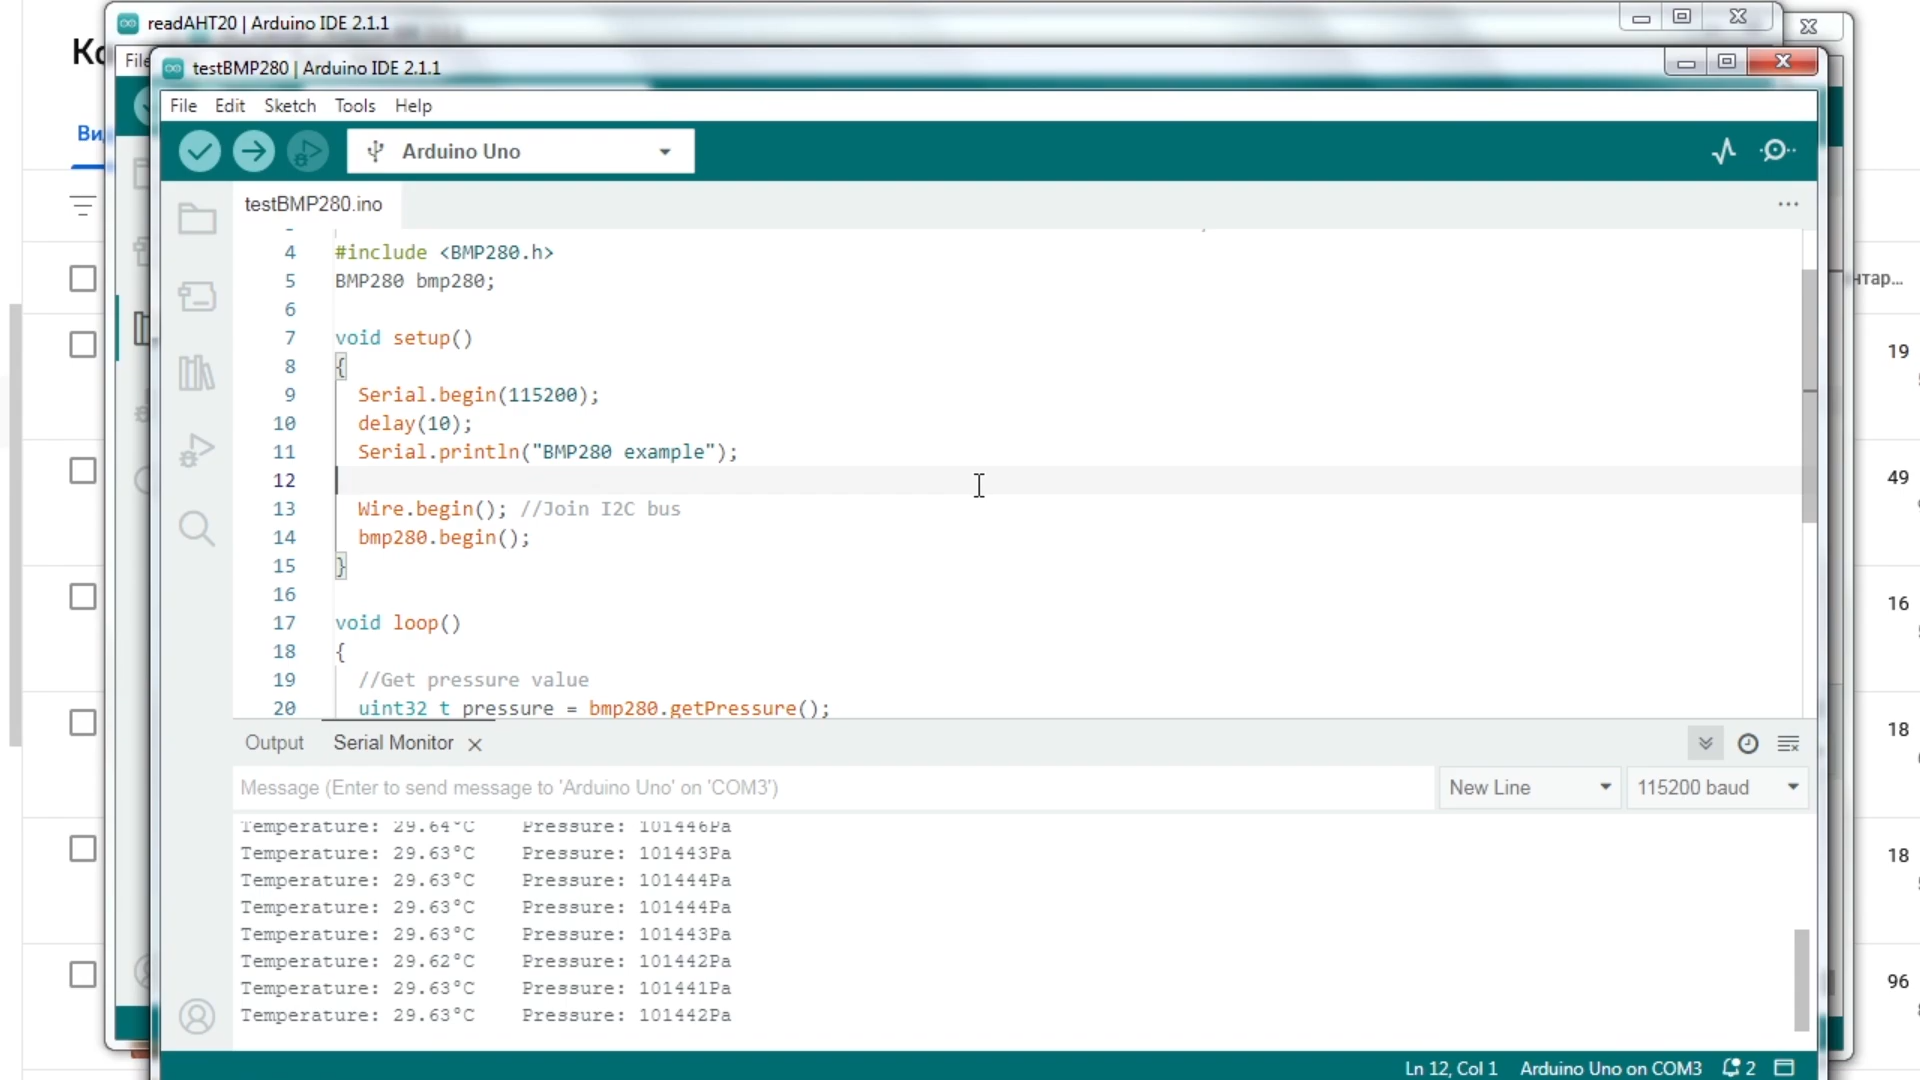 readAHT20 | Arduino IDE 2.1.1
testBMP280 | Arduino IDE 2.1.1
File Edit Sketch Tools Help
Arduino Uno
testBMP280.ino
4 #include <BMP280.h>
5 BMP280 bmp280;
6
7 void setup()
8 {
9 Serial.begin(115200);
10 delay(10);
11 Serial.println("BMP280 example");
12
13 Wire.begin(); //Join I2C bus
14 bmp280.begin();
15 }
16
17 void loop()
18 {
19 //Get pressure value
20 uint32_t pressure = bmp280.getPressure();
Output Serial Monitor
Message (Enter to send message to 'Arduino Uno' on 'COM3')
New Line
115200 baud
Temperature: 29.64°C Pressure: 101446Pa
Temperature: 29.63°C Pressure: 101443Pa
Temperature: 29.63°C Pressure: 101444Pa
Temperature: 29.63°C Pressure: 101444Pa
Temperature: 29.63°C Pressure: 101443Pa
Temperature: 29.62°C Pressure: 101442Pa
Temperature: 29.63°C Pressure: 101441Pa
Temperature: 29.63°C Pressure: 101442Pa
Ln 12, Col 1 Arduino Uno on COM3 2
19
49
16
18
18
96